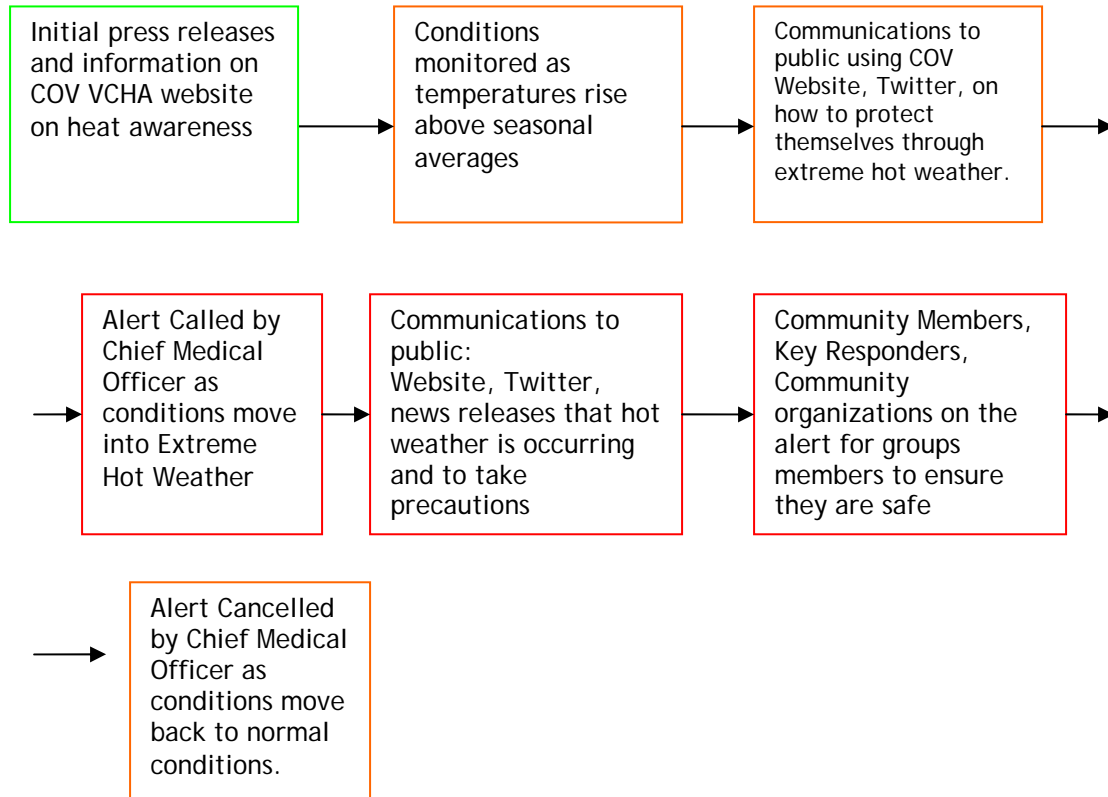 Initial press releases
and information on
COV VCHA website
on heat awareness
Conditions
monitored as
temperatures rise
above seasonal
averages
Communications to
public using COV
Website, Twitter, on
how to protect
themselves through
extreme hot weather.
Alert Called by
Chief Medical
Officer as
conditions move
into Extreme
Hot Weather
Communications to
public:
Website, Twitter,
news releases that hot
weather is occurring
and to take
precautions
Community Members,
Key Responders,
Community
organizations on the
alert for groups
members to ensure
they are safe
Alert Cancelled
by Chief Medical
Officer as
conditions move
back to normal
conditions.